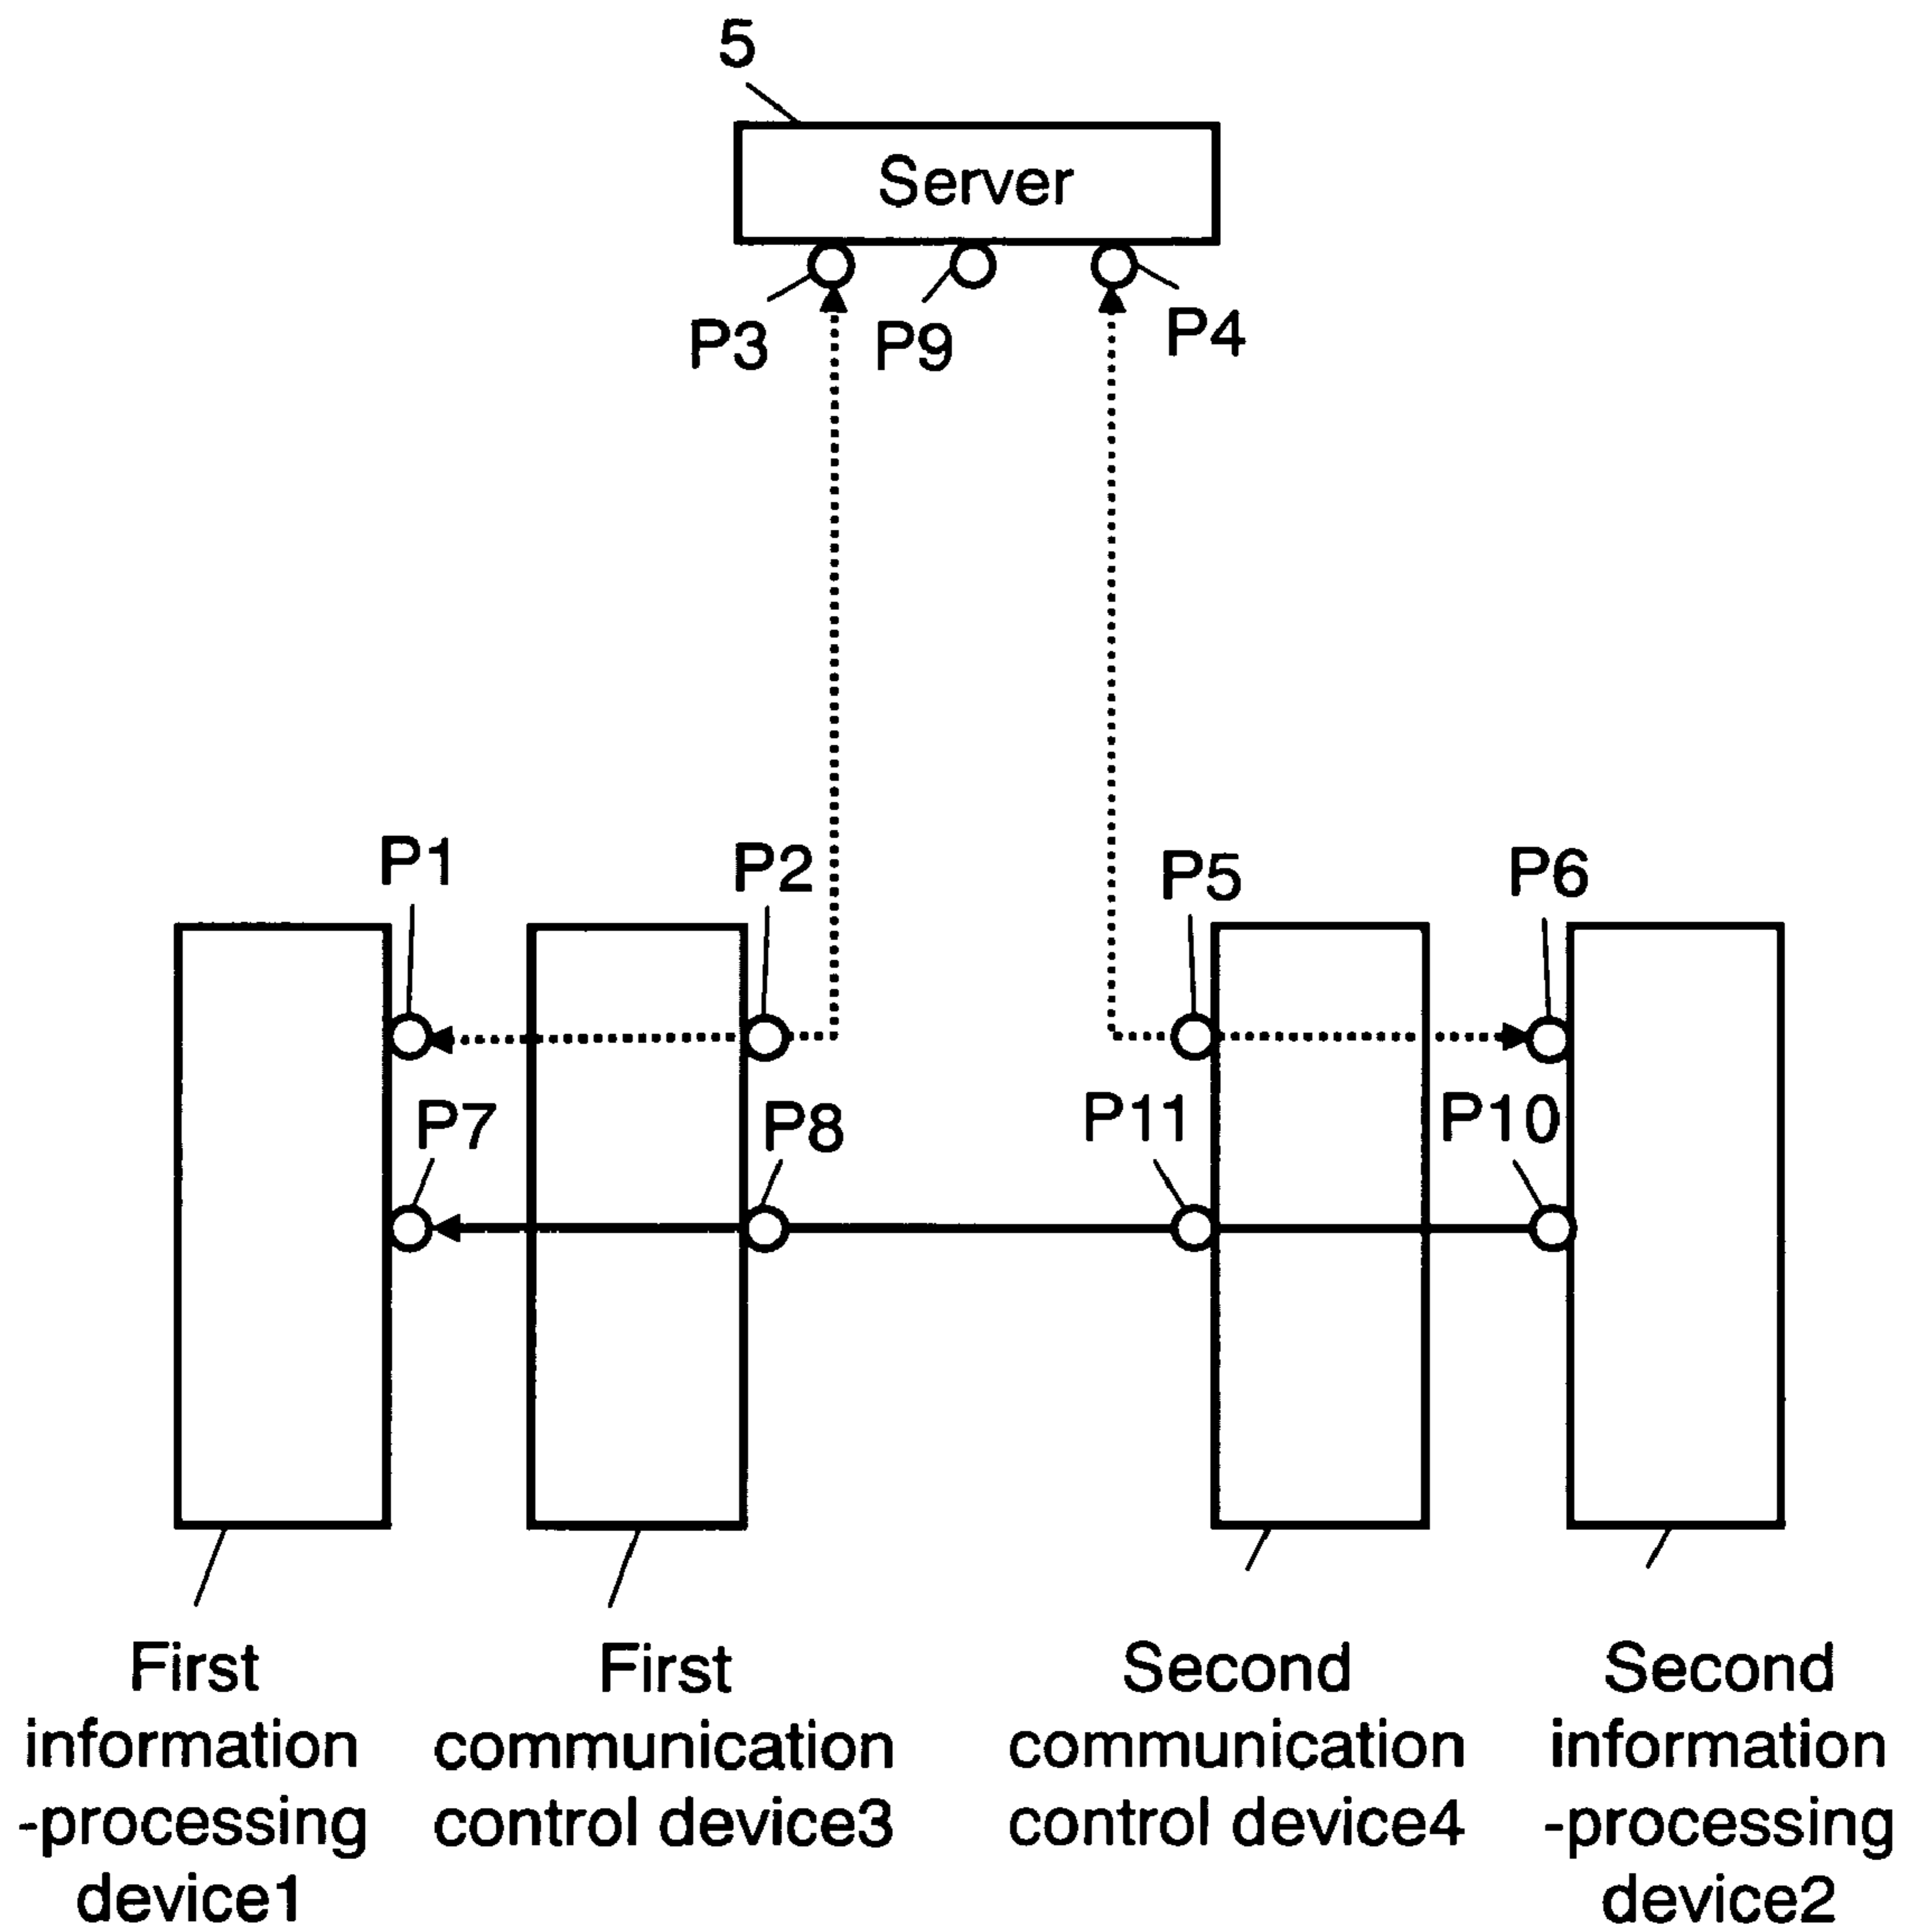 5
Server
P3
P9
P4
P1
P2
P5
P6
P7
P8
P11
P10
First
information
-processing
device1
First
communication
control device3
Second
communication
control device4
Second
information
-processing
device2